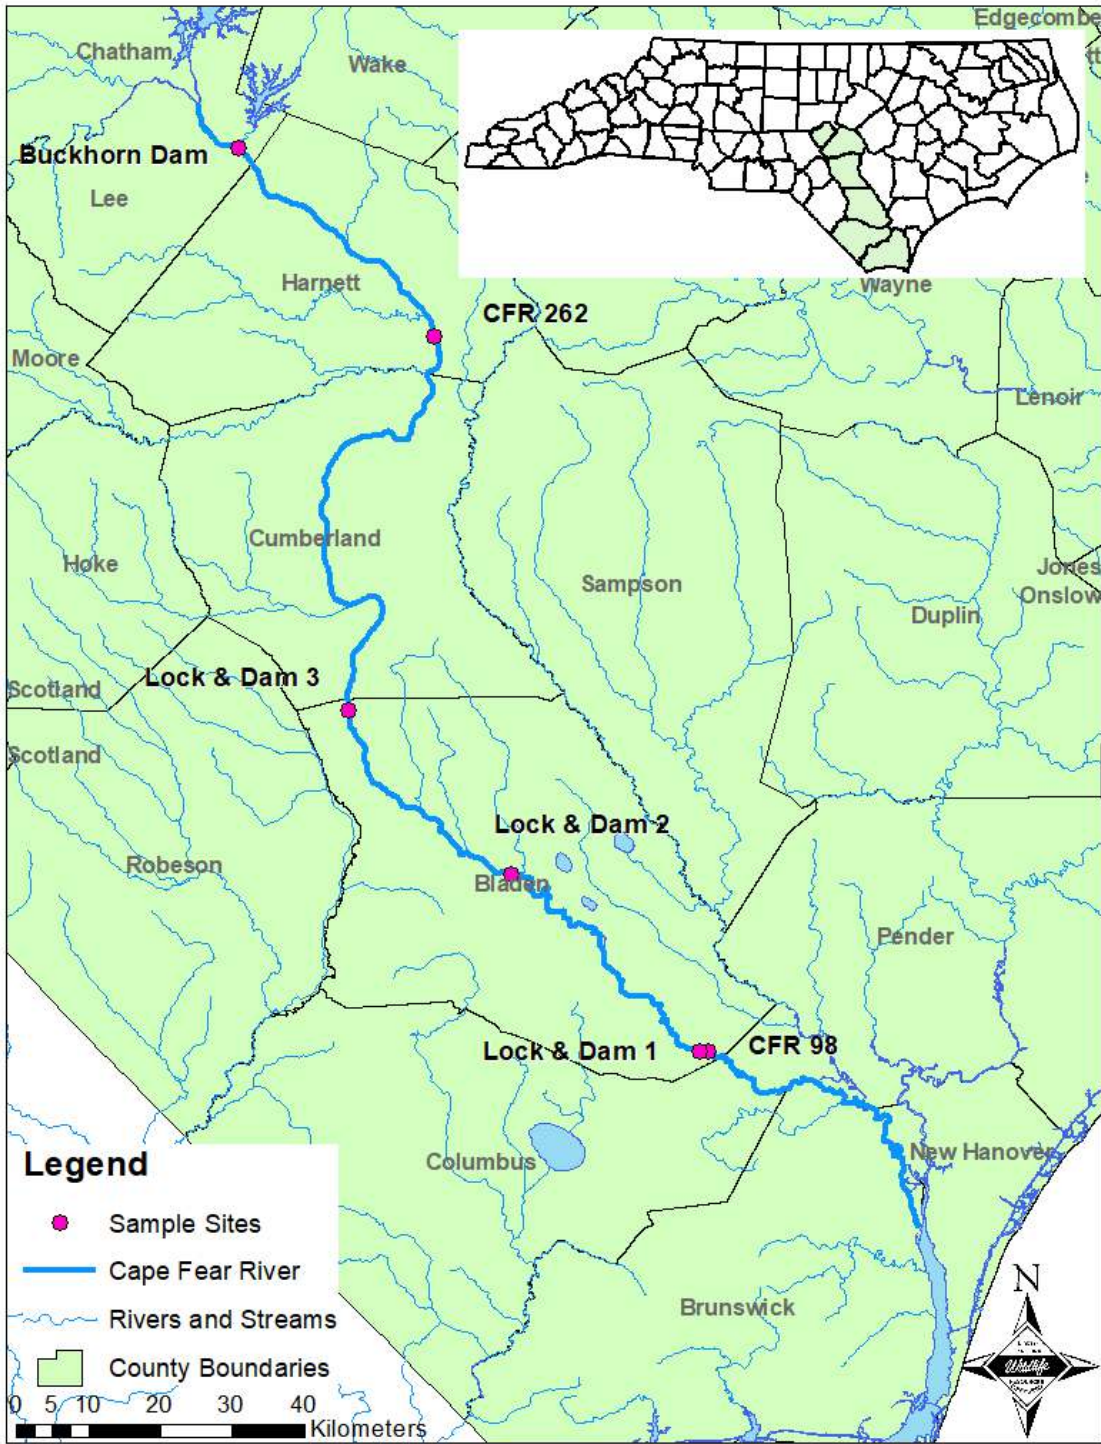 Edgecombe
Chatham
Wake
tt
Buckhorn Dam
Lee
Harnett
Wayne
CFR 262
Moore
Lenoir
Cumberland
Hoke
Sampson
Jones
Onslow
Duplin
Lock & Dam 3
Scotland
Scotland
Lock & Dam 2
Robeson
Bladen
Pender
Lock & Dam 1
CFR 98
Columbus
New Hanover
Legend
Sample Sites
Cape Fear River
Rivers and Streams
County Boundaries
0 5 10 20 30 40
Kilometers
Brunswick
N
Wildlife